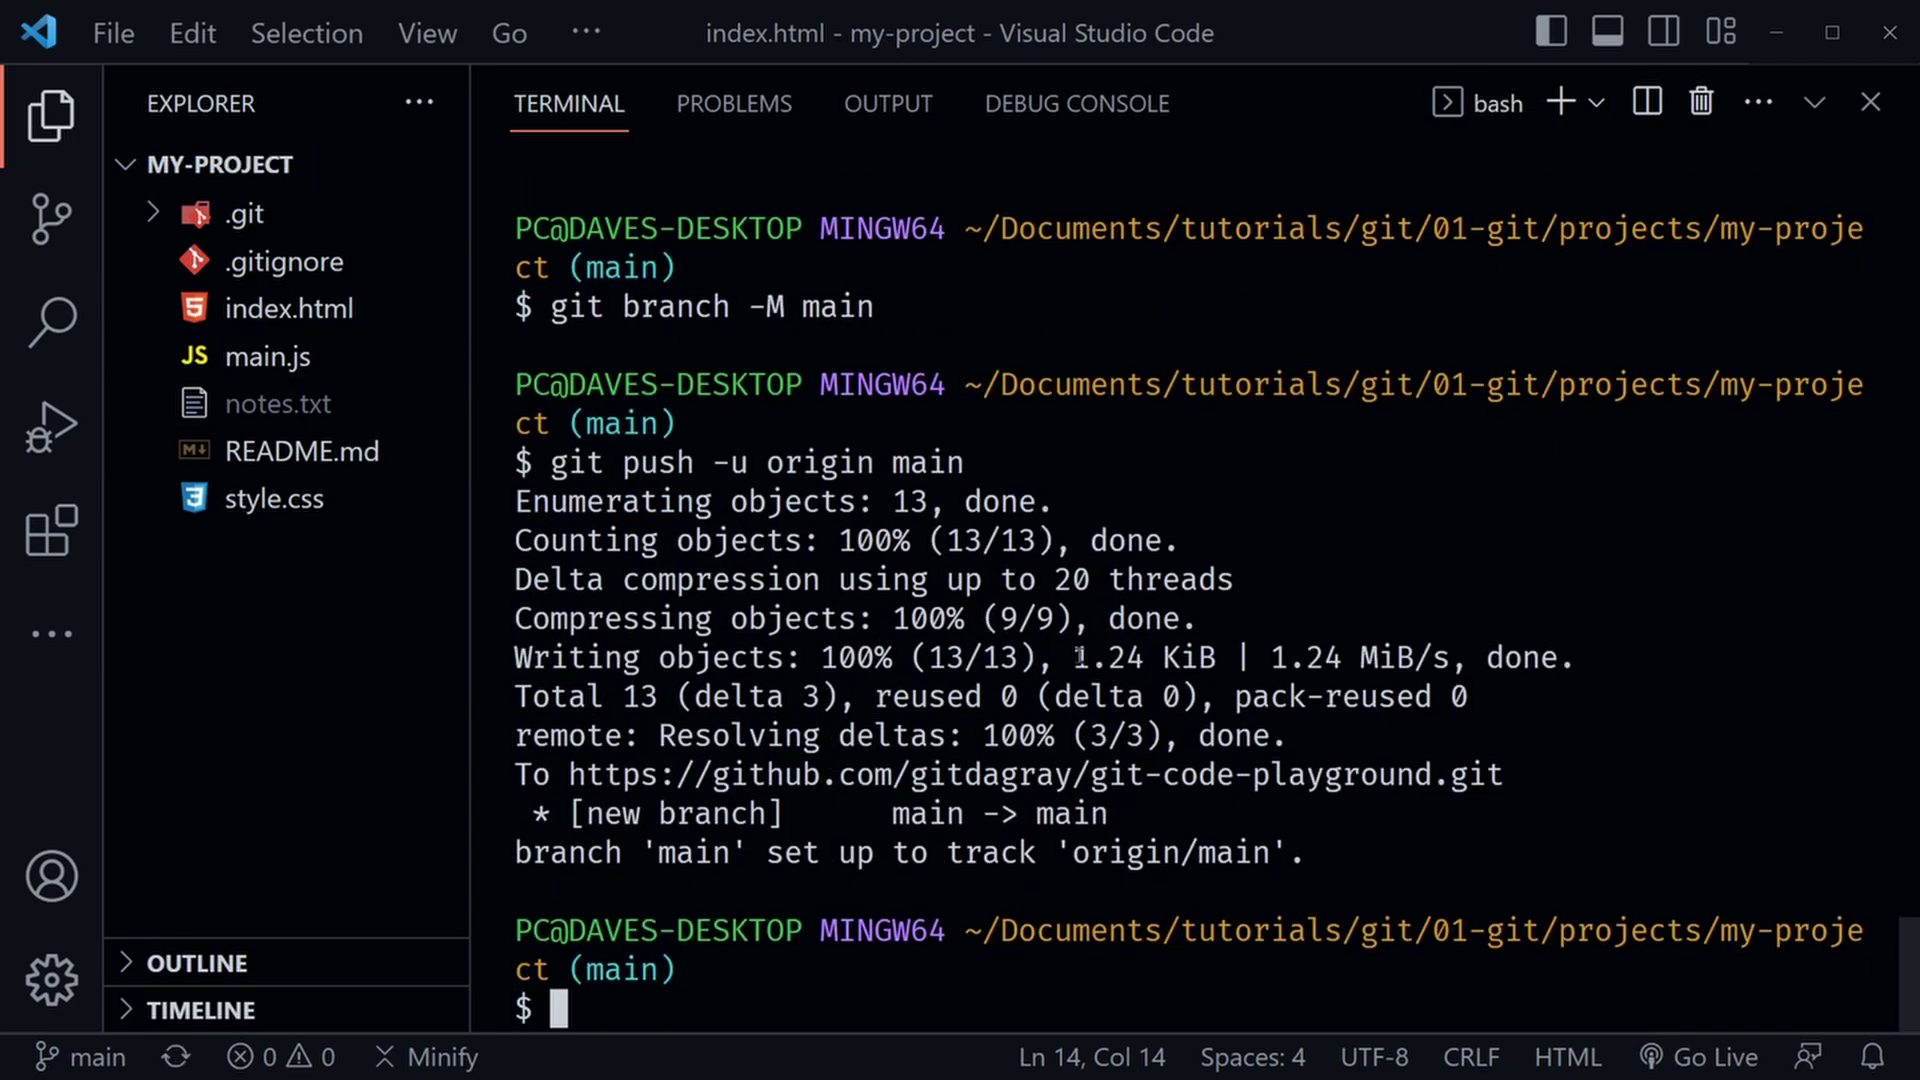 File Edit Selection View Go ··· index.html - my-project - Visual Studio Code
EXPLORER ···
MY-PROJECT
.git
.gitignore
index.html
JS main.js
notes.txt
README.md
style.css
OUTLINE
TIMELINE
TERMINAL PROBLEMS OUTPUT DEBUG CONSOLE bash
PC@DAVES-DESKTOP MINGW64 ~/Documents/tutorials/git/01-git/projects/my-proje
ct (main)
$ git branch -M main
PC@DAVES-DESKTOP MINGW64 ~/Documents/tutorials/git/01-git/projects/my-proje
ct (main)
$ git push -u origin main
Enumerating objects: 13, done.
Counting objects: 100% (13/13), done.
Delta compression using up to 20 threads
Compressing objects: 100% (9/9), done.
Writing objects: 100% (13/13), 1.24 KiB | 1.24 MiB/s, done.
Total 13 (delta 3), reused 0 (delta 0), pack-reused 0
remote: Resolving deltas: 100% (3/3), done.
To https://github.com/gitdagray/git-code-playground.git
* [new branch] main -> main
branch 'main' set up to track 'origin/main'.
PC@DAVES-DESKTOP MINGW64 ~/Documents/tutorials/git/01-git/projects/my-proje
ct (main)
$
main 0 0 Minify Ln 14, Col 14 Spaces: 4 UTF-8 CRLF HTML Go Live